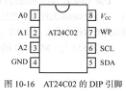 A0 1 8 Vcc
A1 2 7 WP
AT24C02
A2 3 6 SCL
GND 4 5 SDA
图 10-16 AT24C02 的 DIP 引脚